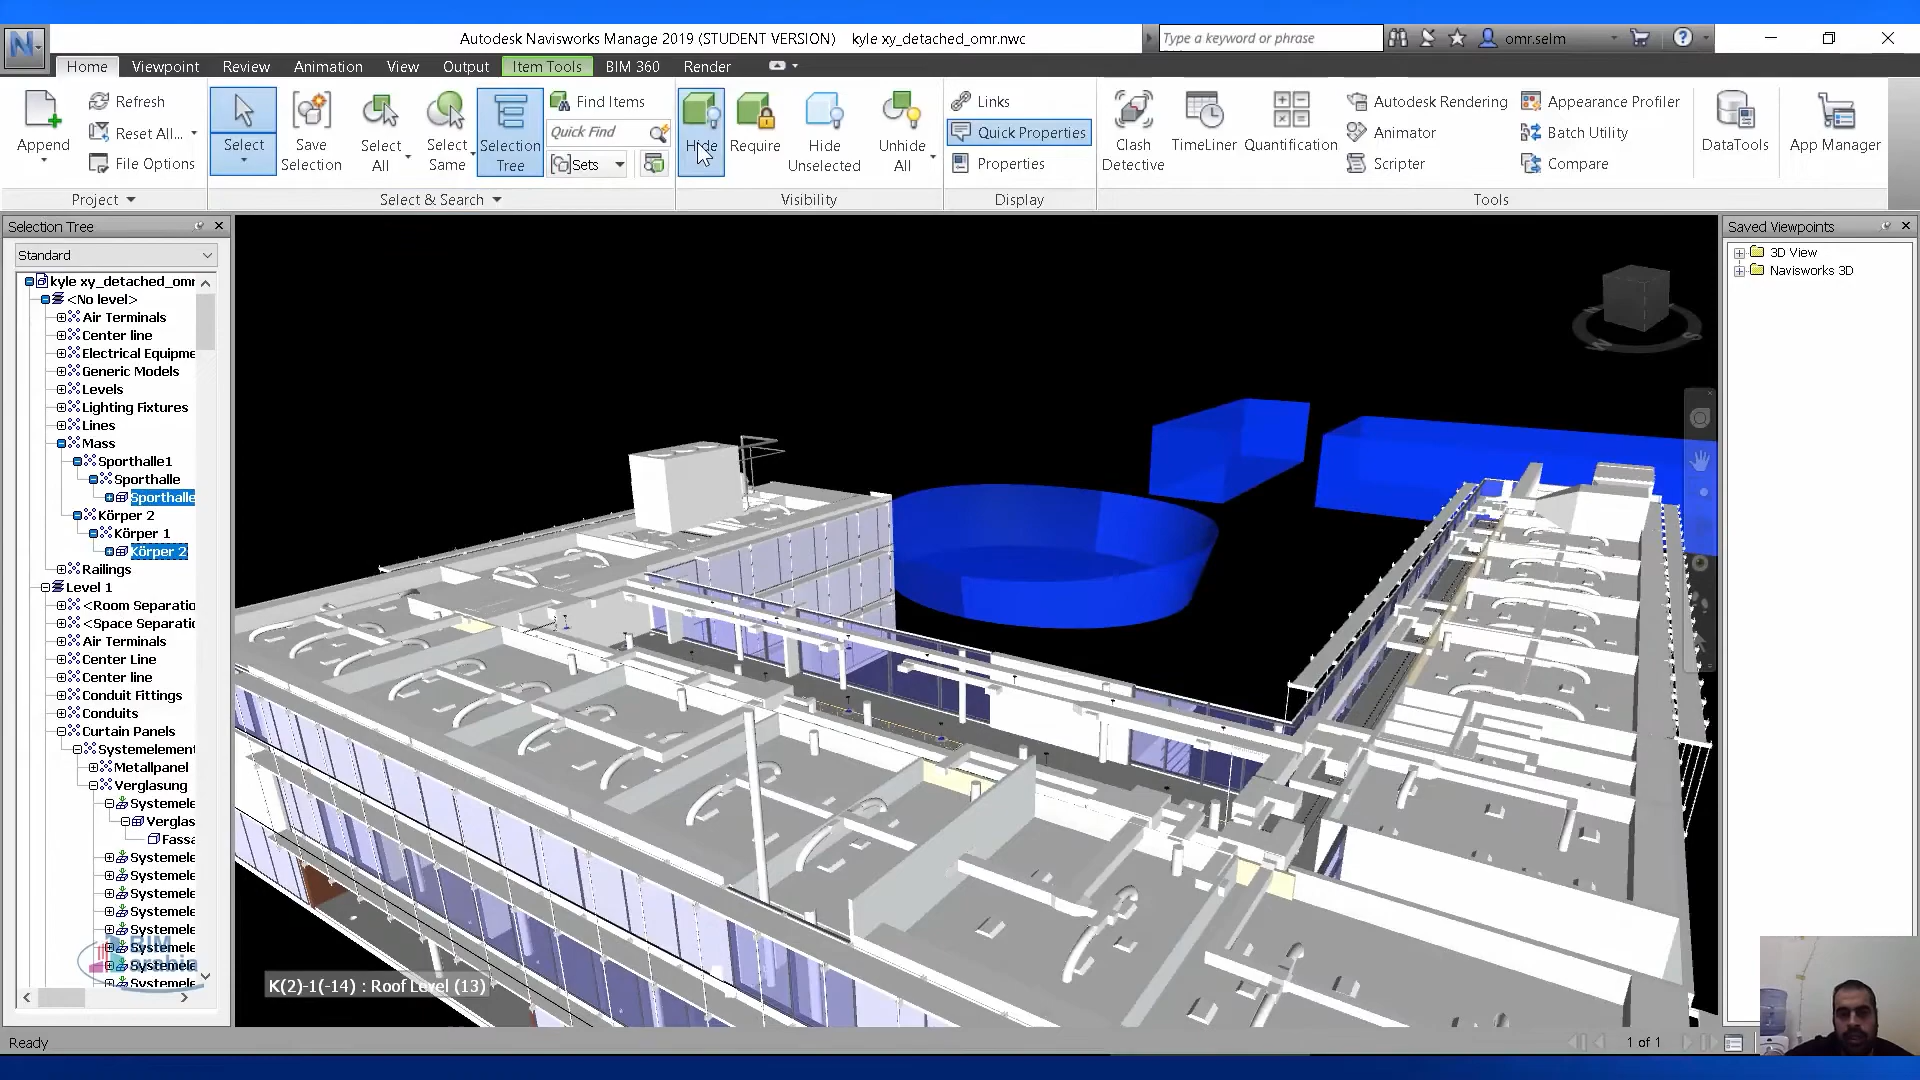 Autodesk Navisworks Manage 2019 (STUDENT VERSION) kyle xy_detached_omr.nwc
Type a keyword or phrase
omr.selm
Home Viewpoint Review Animation View Output Item Tools BIM 360 Render
Append
Refresh
Reset All...
File Options
Project
Select
Save Selection
Select All
Select Same
Selection Tree
Find Items
Quick Find
Sets
Select & Search
Hide
Require
Hide Unselected
Unhide All
Visibility
Links
Quick Properties
Properties
Display
Clash Detective
TimeLiner
Quantification
Autodesk Rendering
Animator
Scripter
Appearance Profiler
Batch Utility
Compare
Tools
DataTools
App Manager
Selection Tree
Standard
kyle xy_detached_omr
<No level>
Air Terminals
Center line
Electrical Equipme
Generic Models
Levels
Lighting Fixtures
Lines
Mass
Sporthalle1
Sporthalle
Sporthalle
Körper 2
Körper 1
Körper 2
Railings
Level 1
<Room Separatio
<Space Separatio
Air Terminals
Center Line
Center line
Conduit Fittings
Conduits
Curtain Panels
Systemelement
Metallpanel
Verglasung
Systemele
Verglas
Fassa
Systemele
Systemele
Systemele
Systemele
Systemele
Systemele
Systemele
Systemele
BIM
arabia
K(2)-1(-14) : Roof Level (13)
Saved Viewpoints
3D View
Navisworks 3D
Ready
1 of 1